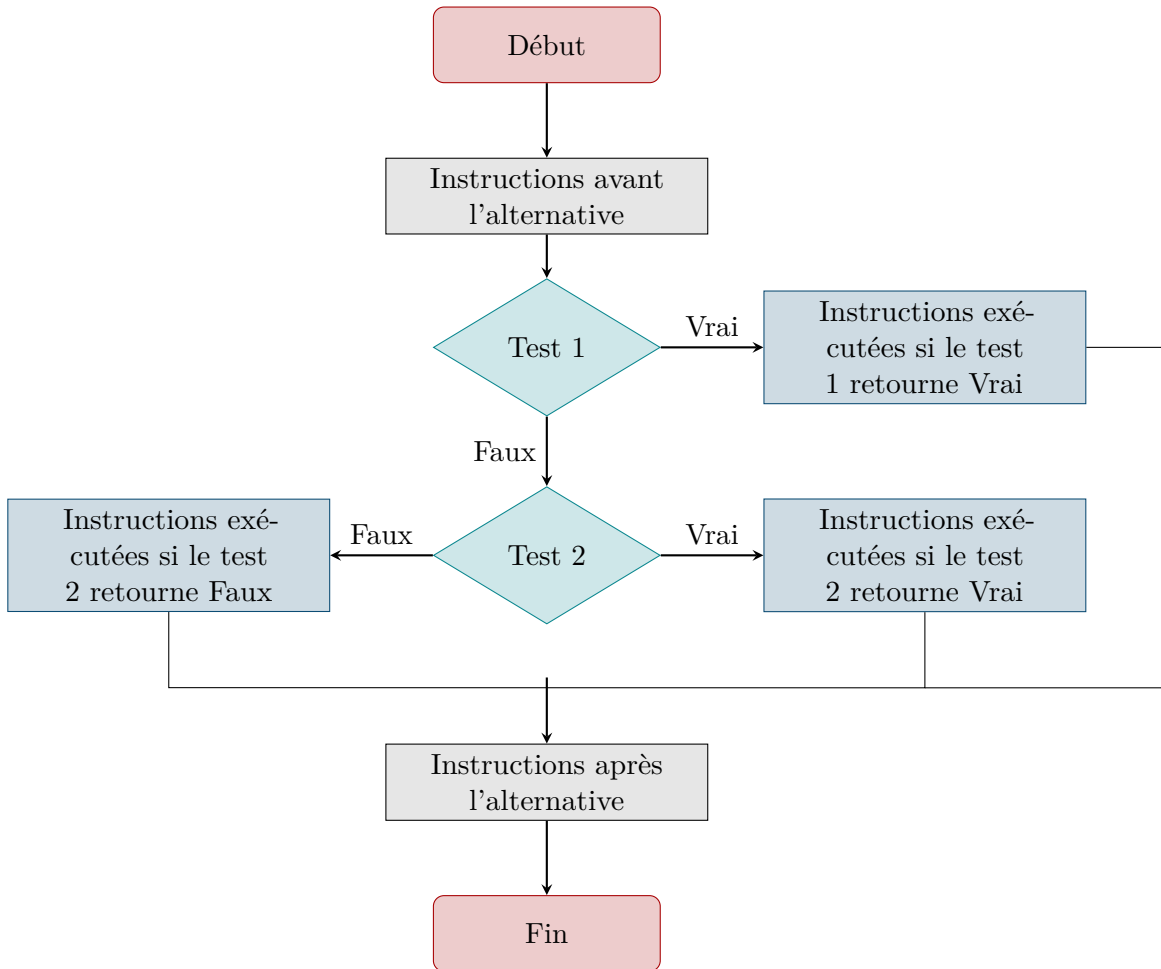 Début
Instructions avant
l'alternative
Test 1
Vrai
Instructions exé-
cutées si le test
1 retourne Vrai
Faux
Instructions exé-
cutées si le test
2 retourne Faux
Faux
Test 2
Vrai
Instructions exé-
cutées si le test
2 retourne Vrai
Instructions après
l'alternative
Fin